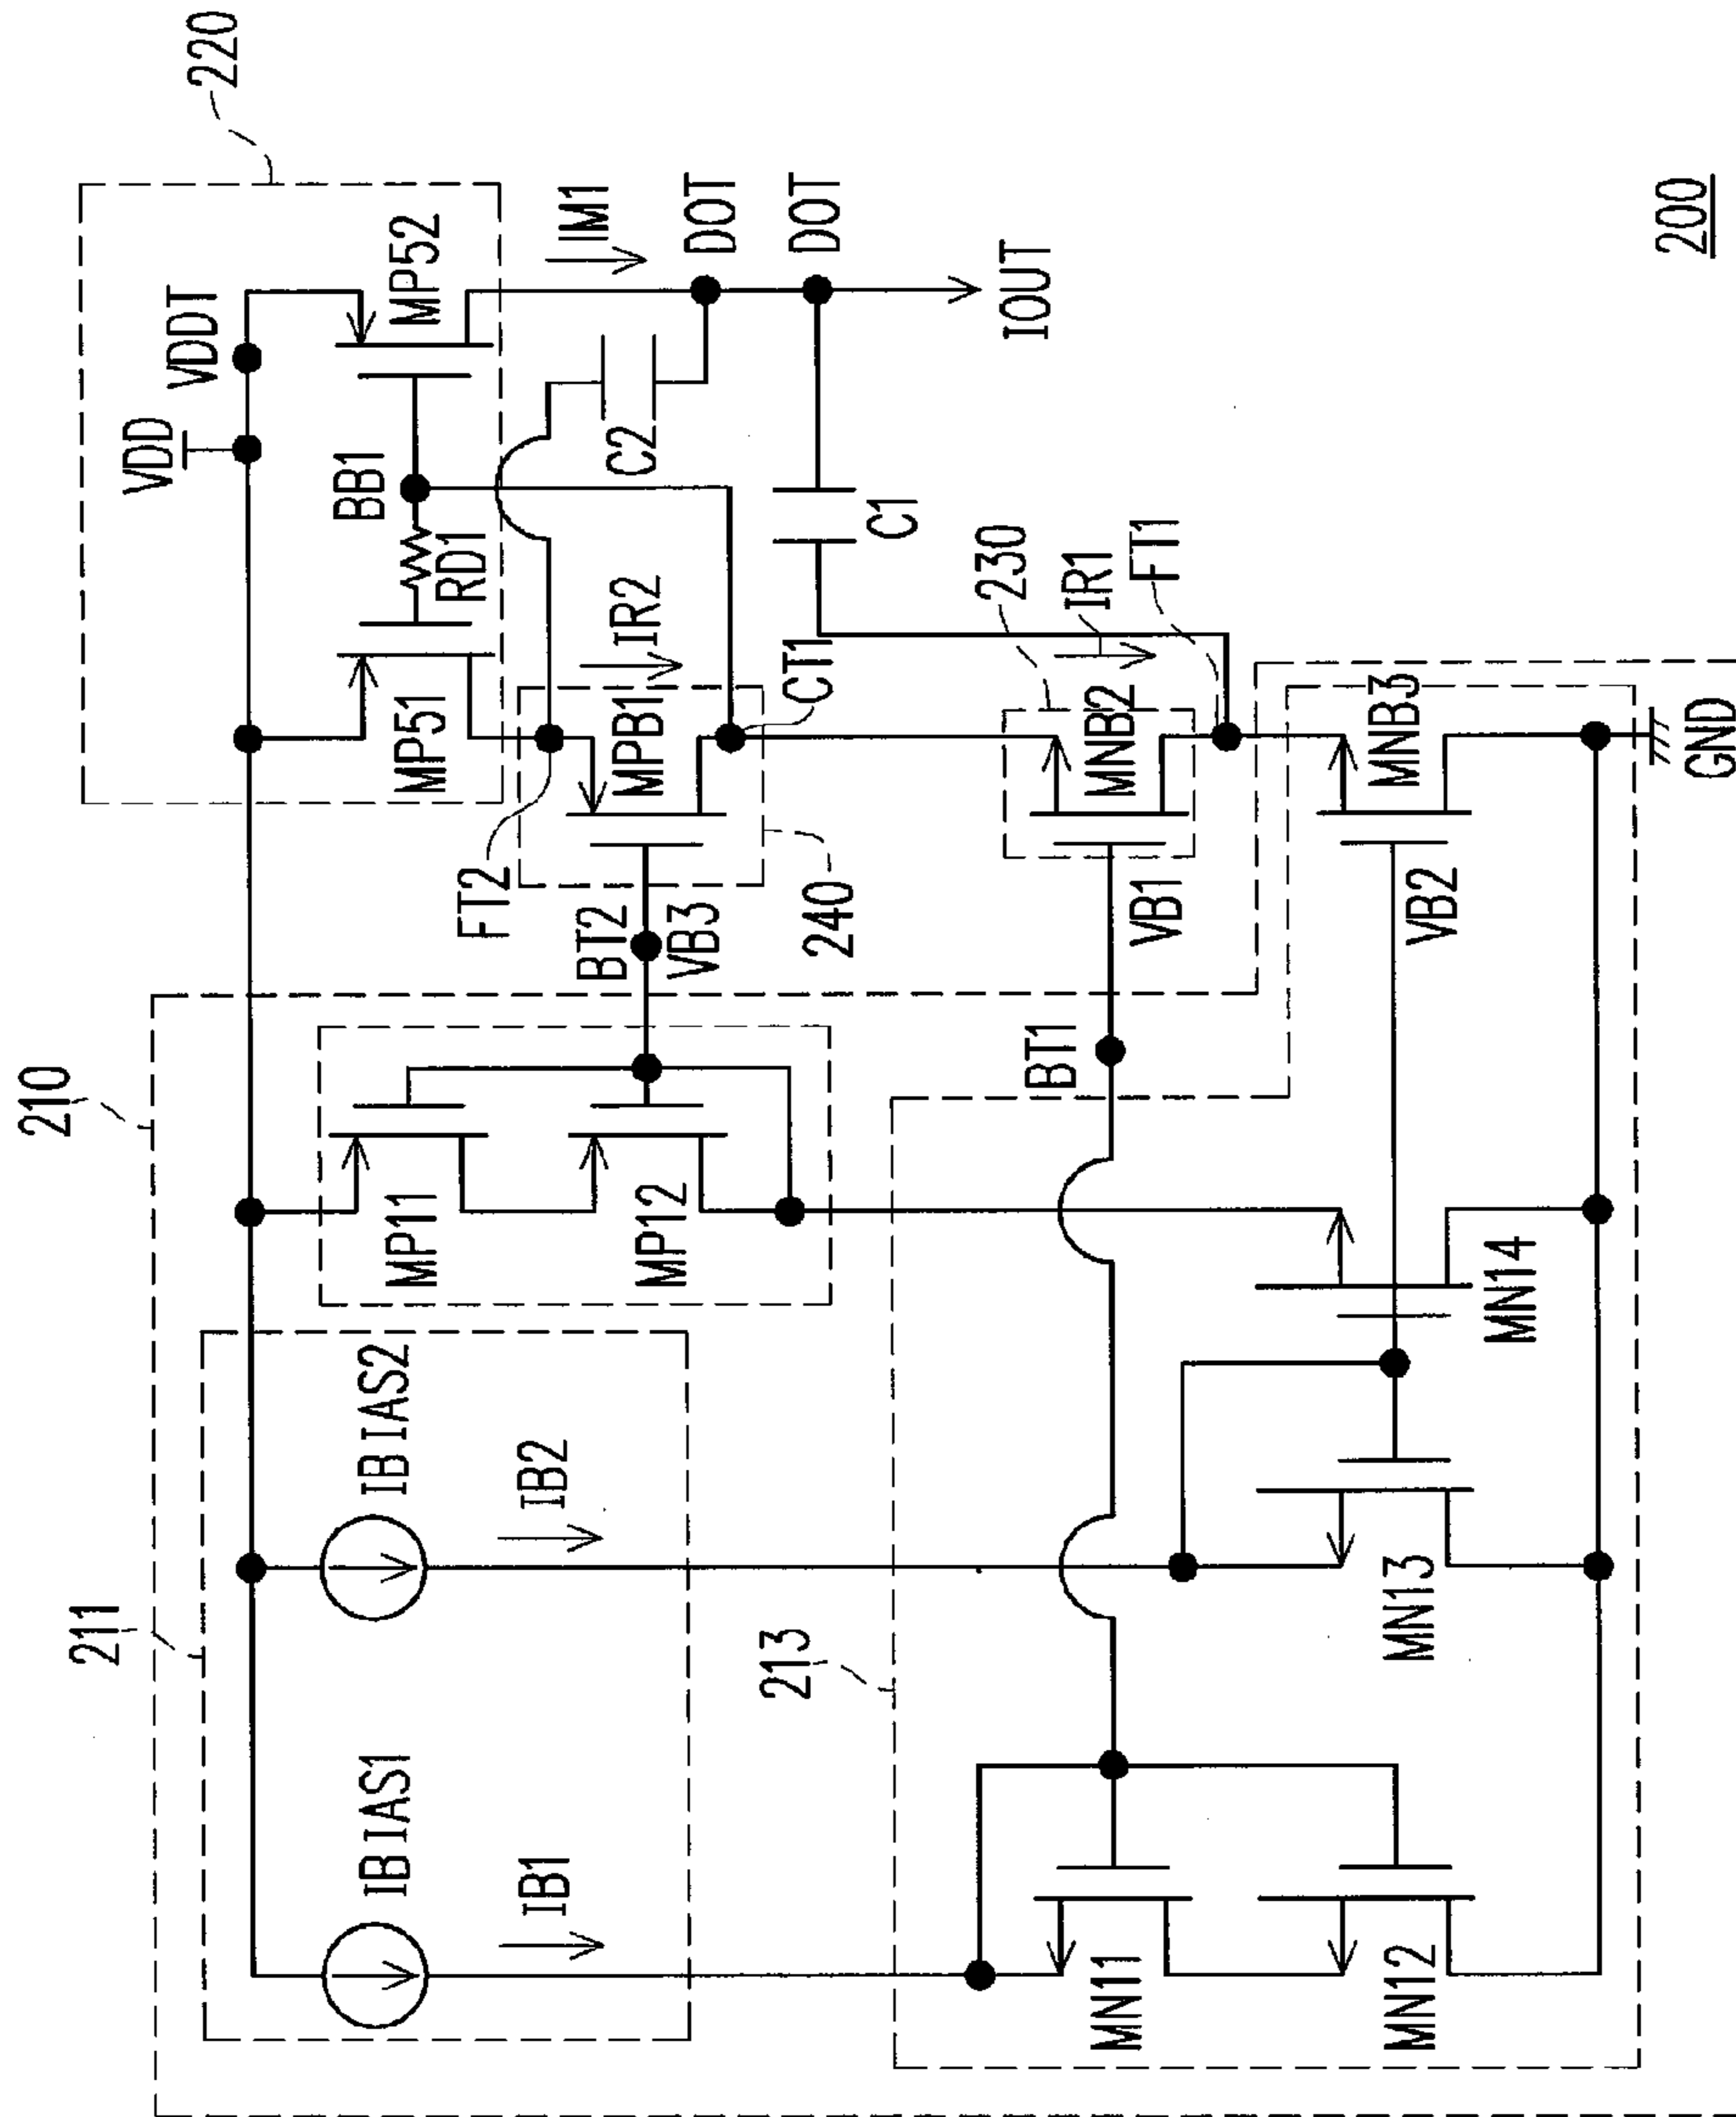 220
VDDT
VDD
BB1
MP52
RD1
MP51
IM1
DOT
DOT
C2
IOUT
C1
IR2
CT1
FT2
MPB1
BT2
VB3
240
230
IR1
FT1
MNB2
VB1
MNB3
VB2
GND
200
210
MP11
MP12
BT1
MN14
211
IBIAS2
IB2
MN13
213
IBIAS1
IB1
MN11
MN12